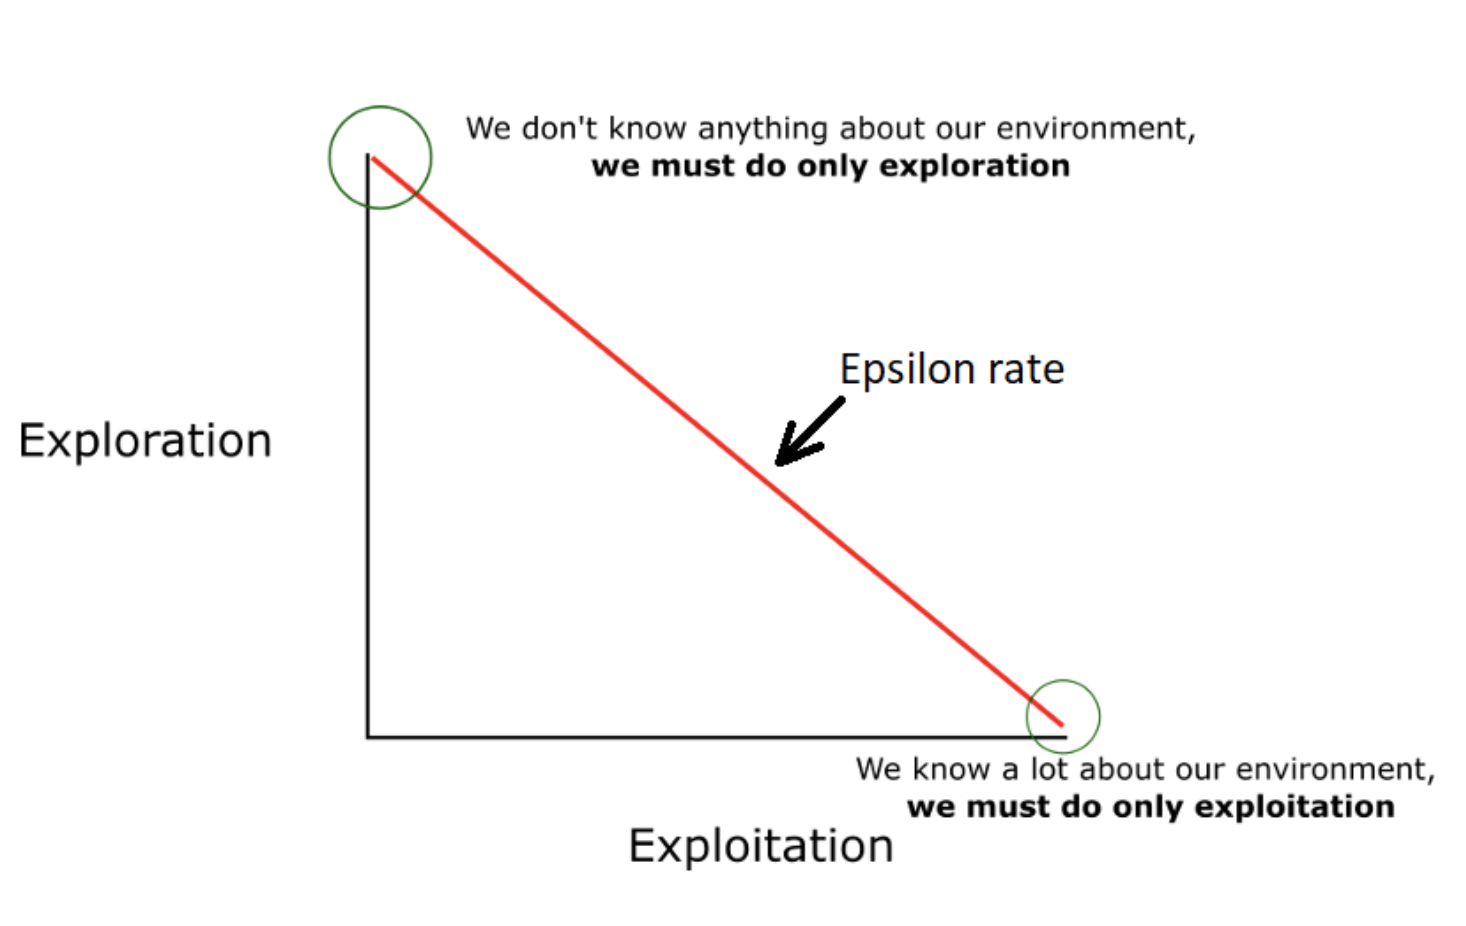 We don't know anything about our environment,
we must do only exploration
Epsilon rate
Exploration
We know a lot about our environment,
we must do only exploitation
Exploitation